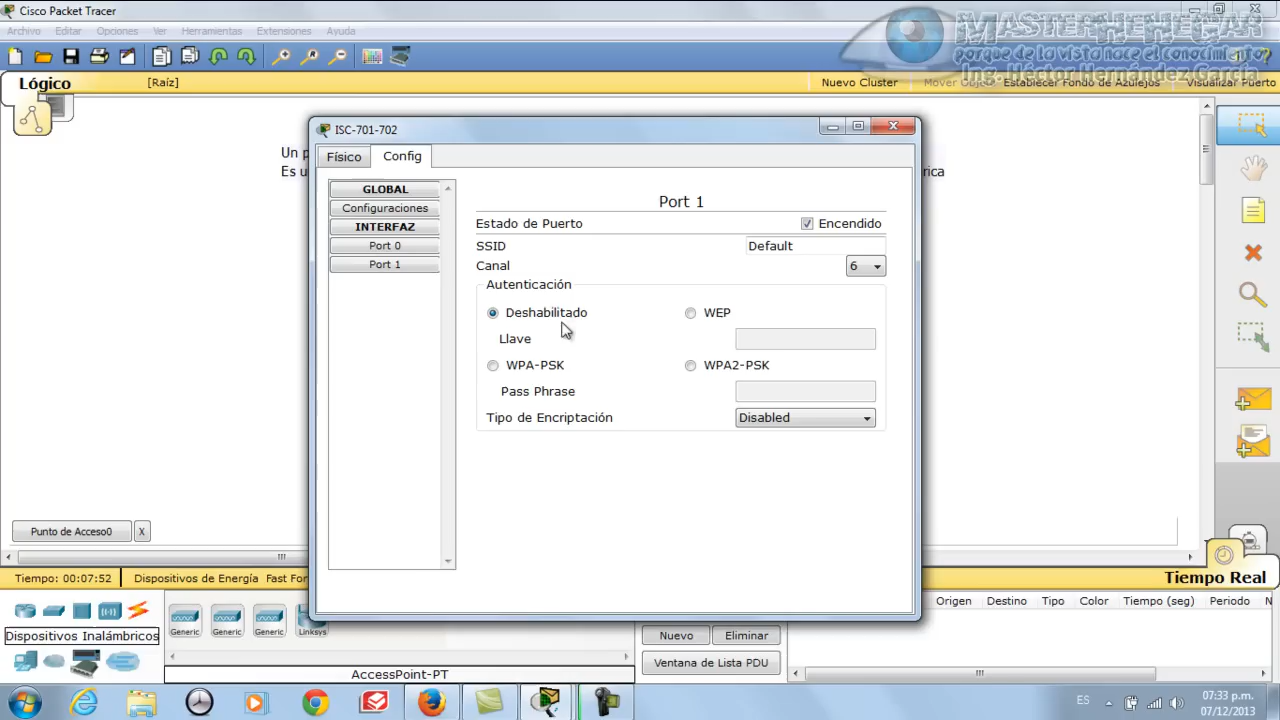 Cisco Packet Tracer
Archivo Editar Opciones Ver Herramientas Extensiones Ayuda
MASTERHEHEGAR
porque de la vista nace el conocimiento
Ing. Héctor Hernández García
Lógico
[Raíz]
Nuevo Cluster
Mover Objeto
Establecer Fondo de Azulejos
Visualizar Puerto
Un p
Es u
rica
ISC-701-702
Físico
Config
GLOBAL
Configuraciones
INTERFAZ
Port 0
Port 1
Port 1
Estado de Puerto
Encendido
SSID
Default
Canal
6
Autenticación
Deshabilitado
WEP
Llave
WPA-PSK
WPA2-PSK
Pass Phrase
Tipo de Encriptación
Disabled
Punto de Acceso0
X
Tiempo: 00:07:52
Dispositivos de Energía Fast For
Tiempo Real
Generic
Generic
Generic
Linksys
Dispositivos Inalámbricos
AccessPoint-PT
Nuevo
Eliminar
Ventana de Lista PDU
Origen Destino Tipo Color Tiempo (seg) Periodo N
ES
07:33 p.m.
07/12/2013